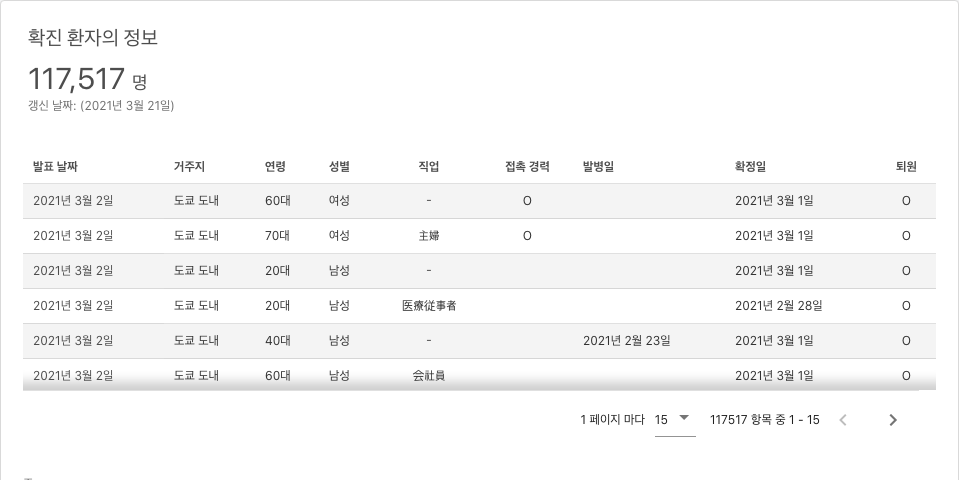 확진 환자의 정보
117,517 명
갱신 날짜: (2021년 3월 21일)
발표 날짜 거주지 연령 성별 직업 접촉 경력 발병일 확정일 퇴원
2021년 3월 2일 도쿄 도내 60대 여성 - O 2021년 3월 1일 O
2021년 3월 2일 도쿄 도내 70대 여성 主婦 O 2021년 3월 1일 O
2021년 3월 2일 도쿄 도내 20대 남성 - 2021년 3월 1일 O
2021년 3월 2일 도쿄 도내 20대 남성 医療従事者 2021년 2월 28일 O
2021년 3월 2일 도쿄 도내 40대 남성 - 2021년 2월 23일 2021년 3월 1일 O
2021년 3월 2일 도쿄 도내 60대 남성 会社員 2021년 3월 1일 O
1 페이지 마다 15 117517 항목 중 1 - 15